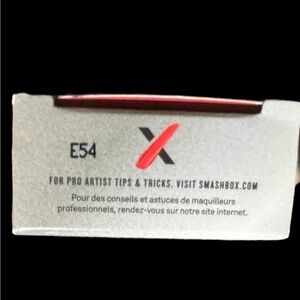 E54
FOR PRO ARTIST TIPS & TRICKS, VISIT SMASHBOX.COM
Pour des conseils et astuces de maquilleurs
professionnels, rendez-vous sur notre site internet.